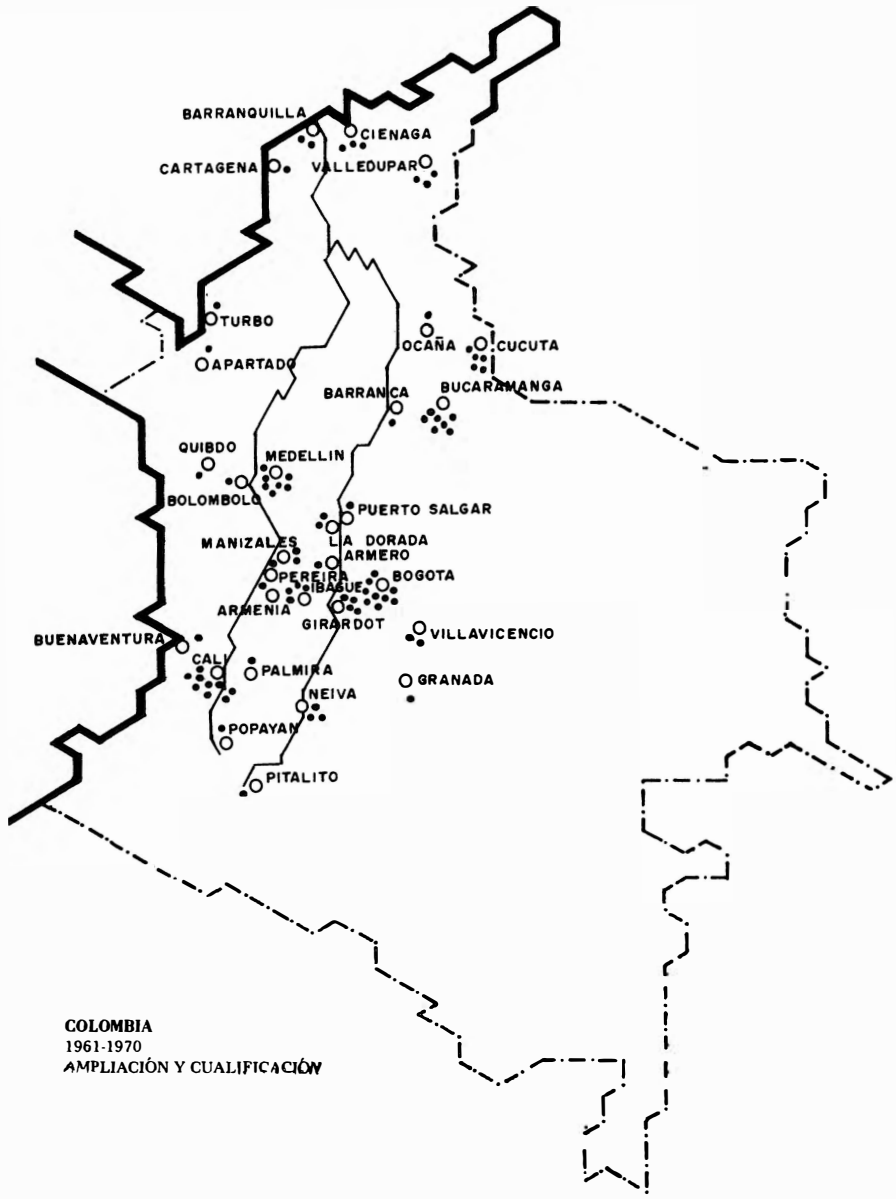 BARRANQUILLA
CIENAGA
CARTAGENA
VALLEDUPAR
TURBO
OCAÑA
CUCUTA
APARTADO
BARRANCA
BUCARAMANGA
QUIBDO
MEDELLIN
BOLOMBOLO
PUERTO SALGAR
MANIZALES
LA DORADA
ARMERO
PEREIRA
IBAGUE
BOGOTA
ARMENIA
GIRARDOT
BUENAVENTURA
VILLAVICENCIO
CALI
PALMIRA
GRANADA
NEIVA
POPAYAN
PITALITO
COLOMBIA
1961-1970
AMPLIACIÓN Y CUALIFICACIÓN